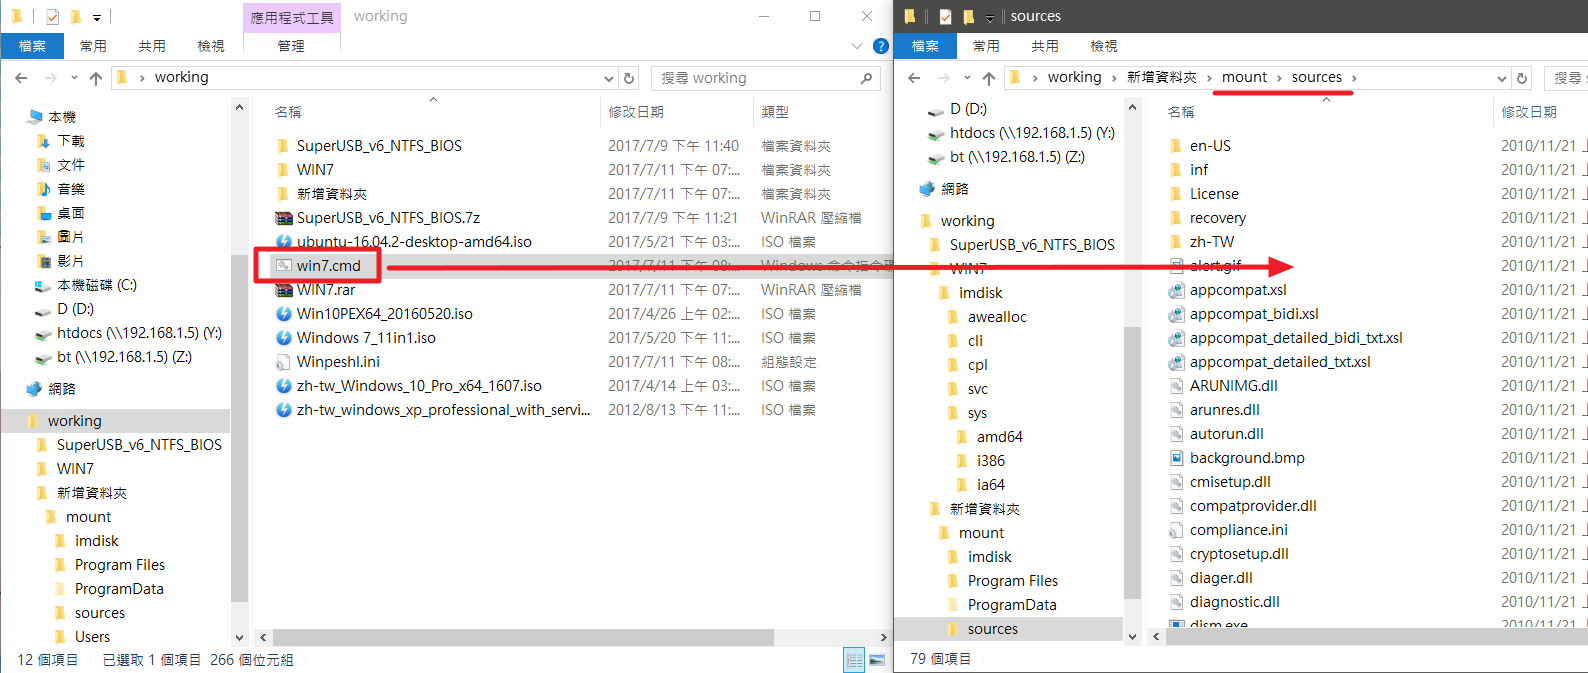 應用程式工具
working
檔案
常用
共用
檢視
管理
working
搜尋 working
本機
下載
文件
音樂
桌面
圖片
影片
本機磁碟 (C:)
D (D:)
htdocs (\\192.168.1.5) (Y:)
bt (\\192.168.1.5) (Z:)
網路
working
SuperUSB_v6_NTFS_BIOS
WIN7
新增資料夾
mount
imdisk
Program Files
ProgramData
sources
Users
名稱 修改日期 類型
SuperUSB_v6_NTFS_BIOS 2017/7/9 下午 11:40 檔案資料夾
WIN7 2017/7/11 下午 07:... 檔案資料夾
新增資料夾 2017/7/11 下午 07:... 檔案資料夾
SuperUSB_v6_NTFS_BIOS.7z 2017/7/9 下午 11:21 WinRAR 壓縮檔
ubuntu-16.04.2-desktop-amd64.iso 2017/5/21 下午 03:... ISO 檔案
win7.cmd 2017/7/11 下午 08:... Windows 命令指令碼
WIN7.rar 2017/7/11 下午 07:... WinRAR 壓縮檔
Win10PEX64_20160520.iso 2017/4/26 上午 02:... ISO 檔案
Windows 7_11in1.iso 2017/5/20 下午 11:... ISO 檔案
Winpeshl.ini 2017/7/11 下午 08:... 組態設定
zh-tw_Windows_10_Pro_x64_1607.iso 2017/4/14 上午 03:... ISO 檔案
zh-tw_windows_xp_professional_with_servi... 2012/8/13 下午 11:... ISO 檔案
12 個項目 已選取 1 個項目 266 個位元組
sources
檔案
常用
共用
檢視
working
新增資料夾
mount
sources
搜尋
D (D:)
htdocs (\\192.168.1.5) (Y:)
bt (\\192.168.1.5) (Z:)
網路
working
SuperUSB_v6_NTFS_BIOS
WIN7
imdisk
awealloc
cli
cpl
svc
sys
amd64
i386
ia64
新增資料夾
mount
imdisk
Program Files
ProgramData
sources
名稱 修改日期
en-US 2010/11/21 上
inf 2010/11/21 上
License 2010/11/21 上
recovery 2010/11/21 上
zh-TW 2010/11/21 上
alert.gif 2010/11/21 上
appcompat.xsl 2010/11/21 上
appcompat_bidi.xsl 2010/11/21 上
appcompat_detailed_bidi_txt.xsl 2010/11/21 上
appcompat_detailed_txt.xsl 2010/11/21 上
ARUNIMG.dll 2010/11/21 上
arunres.dll 2010/11/21 上
autorun.dll 2010/11/21 上
background.bmp 2010/11/21 上
cmisetup.dll 2010/11/21 上
compatprovider.dll 2010/11/21 上
compliance.ini 2010/11/21 上
cryptosetup.dll 2010/11/21 上
diager.dll 2010/11/21 上
diagnostic.dll 2010/11/21 上
dism.exe 2010/11/21 上
79 個項目